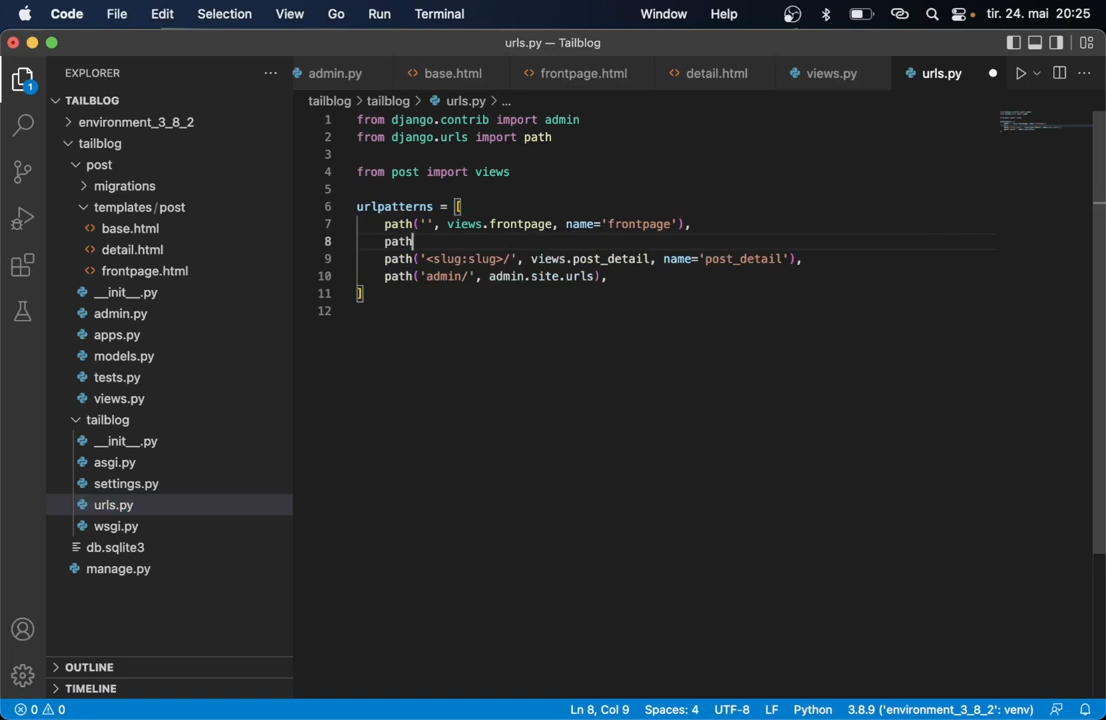 Code File Edit Selection View Go Run Terminal Window Help tir. 24. mai 20:25
urls.py — Tailblog
EXPLORER
admin.py base.html frontpage.html detail.html views.py urls.py
TAILBLOG
tailblog > tailblog > urls.py > ...
environment_3_8_2
tailblog
post
migrations
templates/post
base.html
detail.html
frontpage.html
__init__.py
admin.py
apps.py
models.py
tests.py
views.py
tailblog
__init__.py
asgi.py
settings.py
urls.py
wsgi.py
db.sqlite3
manage.py
OUTLINE
TIMELINE
1
1 from django.contrib import admin
2 from django.urls import path
3
4 from post import views
5
6 urlpatterns = [
7 path('', views.frontpage, name='frontpage'),
8 path
9 path('<slug:slug>/', views.post_detail, name='post_detail'),
10 path('admin/', admin.site.urls),
11 ]
12
0 0 Ln 8, Col 9 Spaces: 4 UTF-8 LF Python 3.8.9 ('environment_3_8_2': venv)